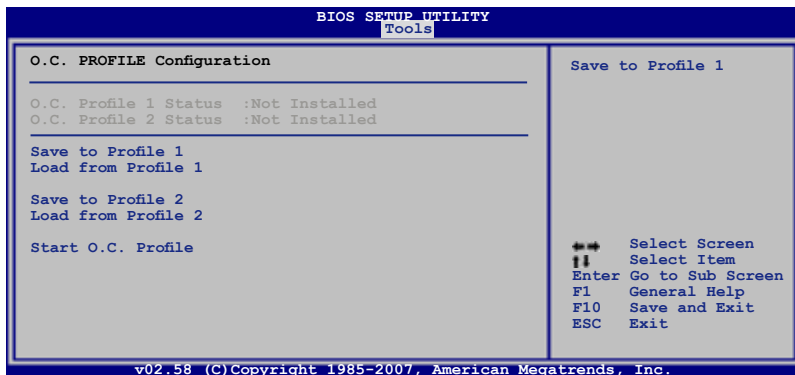 BIOS SETUP UTILITY
Tools
O.C. PROFILE Configuration
O.C. Profile 1 Status :Not Installed
O.C. Profile 2 Status :Not Installed
Save to Profile 1
Load from Profile 1
Save to Profile 2
Load from Profile 2
Start O.C. Profile
Save to Profile 1
Select Screen
Select Item
Enter Go to Sub Screen
F1 General Help
F10 Save and Exit
ESC Exit
v02.58 (C)Copyright 1985-2007, American Megatrends, Inc.